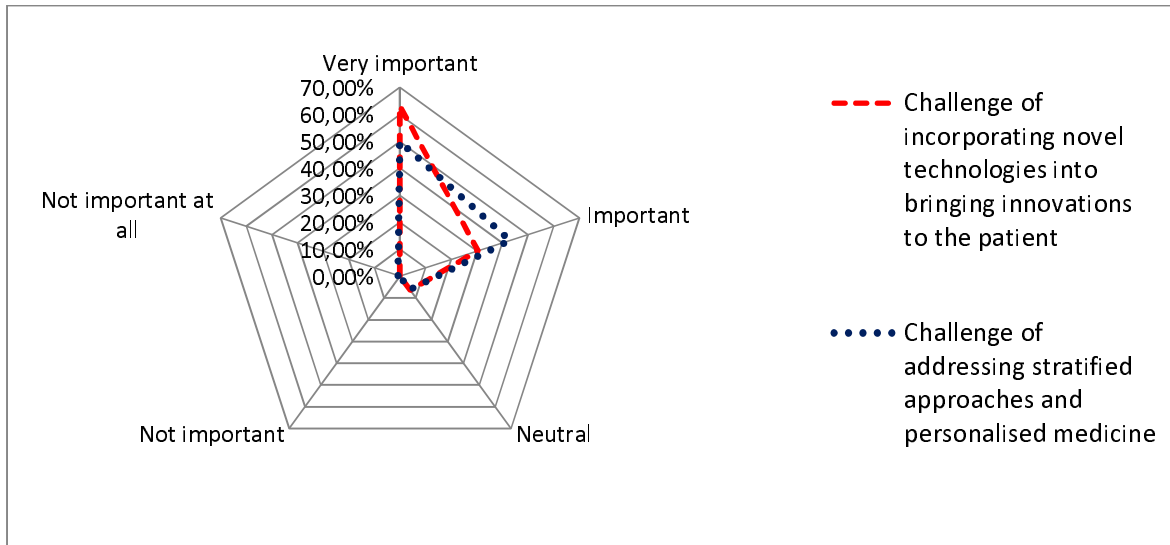 Very important
70,00%
60,00%
50,00%
40,00%
30,00%
20,00%
10,00%
0,00%
Important
Neutral
Not important
Not important at
all
Challenge of
incorporating novel
technologies into
bringing innovations
to the patient
Challenge of
addressing stratified
approaches and
personalised medicine